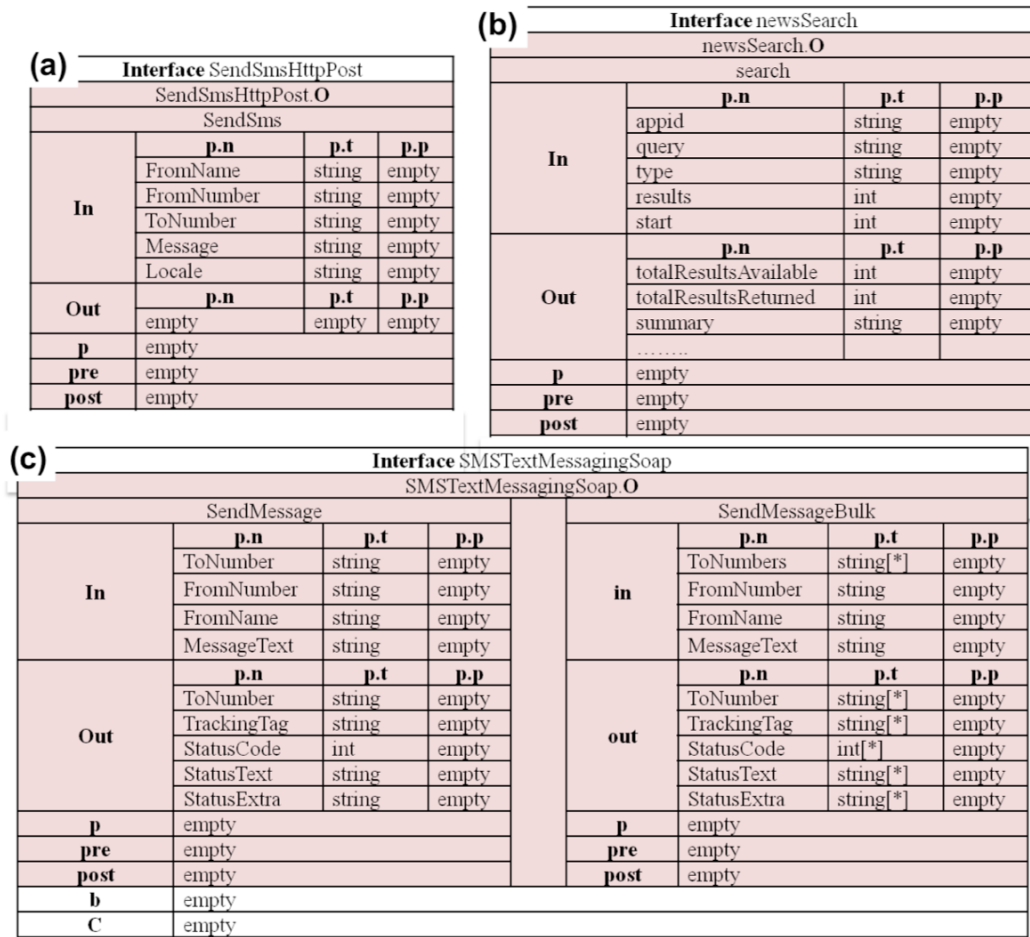 (a)
Interface SendSmsHttpPost
SendSmsHttpPost.O
SendSms
In
p.n p.t p.p
FromName string empty
FromNumber string empty
ToNumber string empty
Message string empty
Locale string empty
Out
p.n p.t p.p
empty empty empty
p empty
pre empty
post empty
(b)
Interface newsSearch
newsSearch.O
search
In
p.n p.t p.p
appid string empty
query string empty
type string empty
results int empty
start int empty
Out
p.n p.t p.p
totalResultsAvailable int empty
totalResultsReturned int empty
summary string empty
........
p empty
pre empty
post empty
(c)
Interface SMSTextMessagingSoap
SMSTextMessagingSoap.O
SendMessage
In
p.n p.t p.p
ToNumber string empty
FromNumber string empty
FromName string empty
MessageText string empty
Out
p.n p.t p.p
ToNumber string empty
TrackingTag string empty
StatusCode int empty
StatusText string empty
StatusExtra string empty
p empty
pre empty
post empty
SendMessageBulk
in
p.n p.t p.p
ToNumbers string[*] empty
FromNumber string empty
FromName string empty
MessageText string empty
out
p.n p.t p.p
ToNumber string[*] empty
TrackingTag string[*] empty
StatusCode int[*] empty
StatusText string[*] empty
StatusExtra string[*] empty
p empty
pre empty
post empty
b empty
C empty